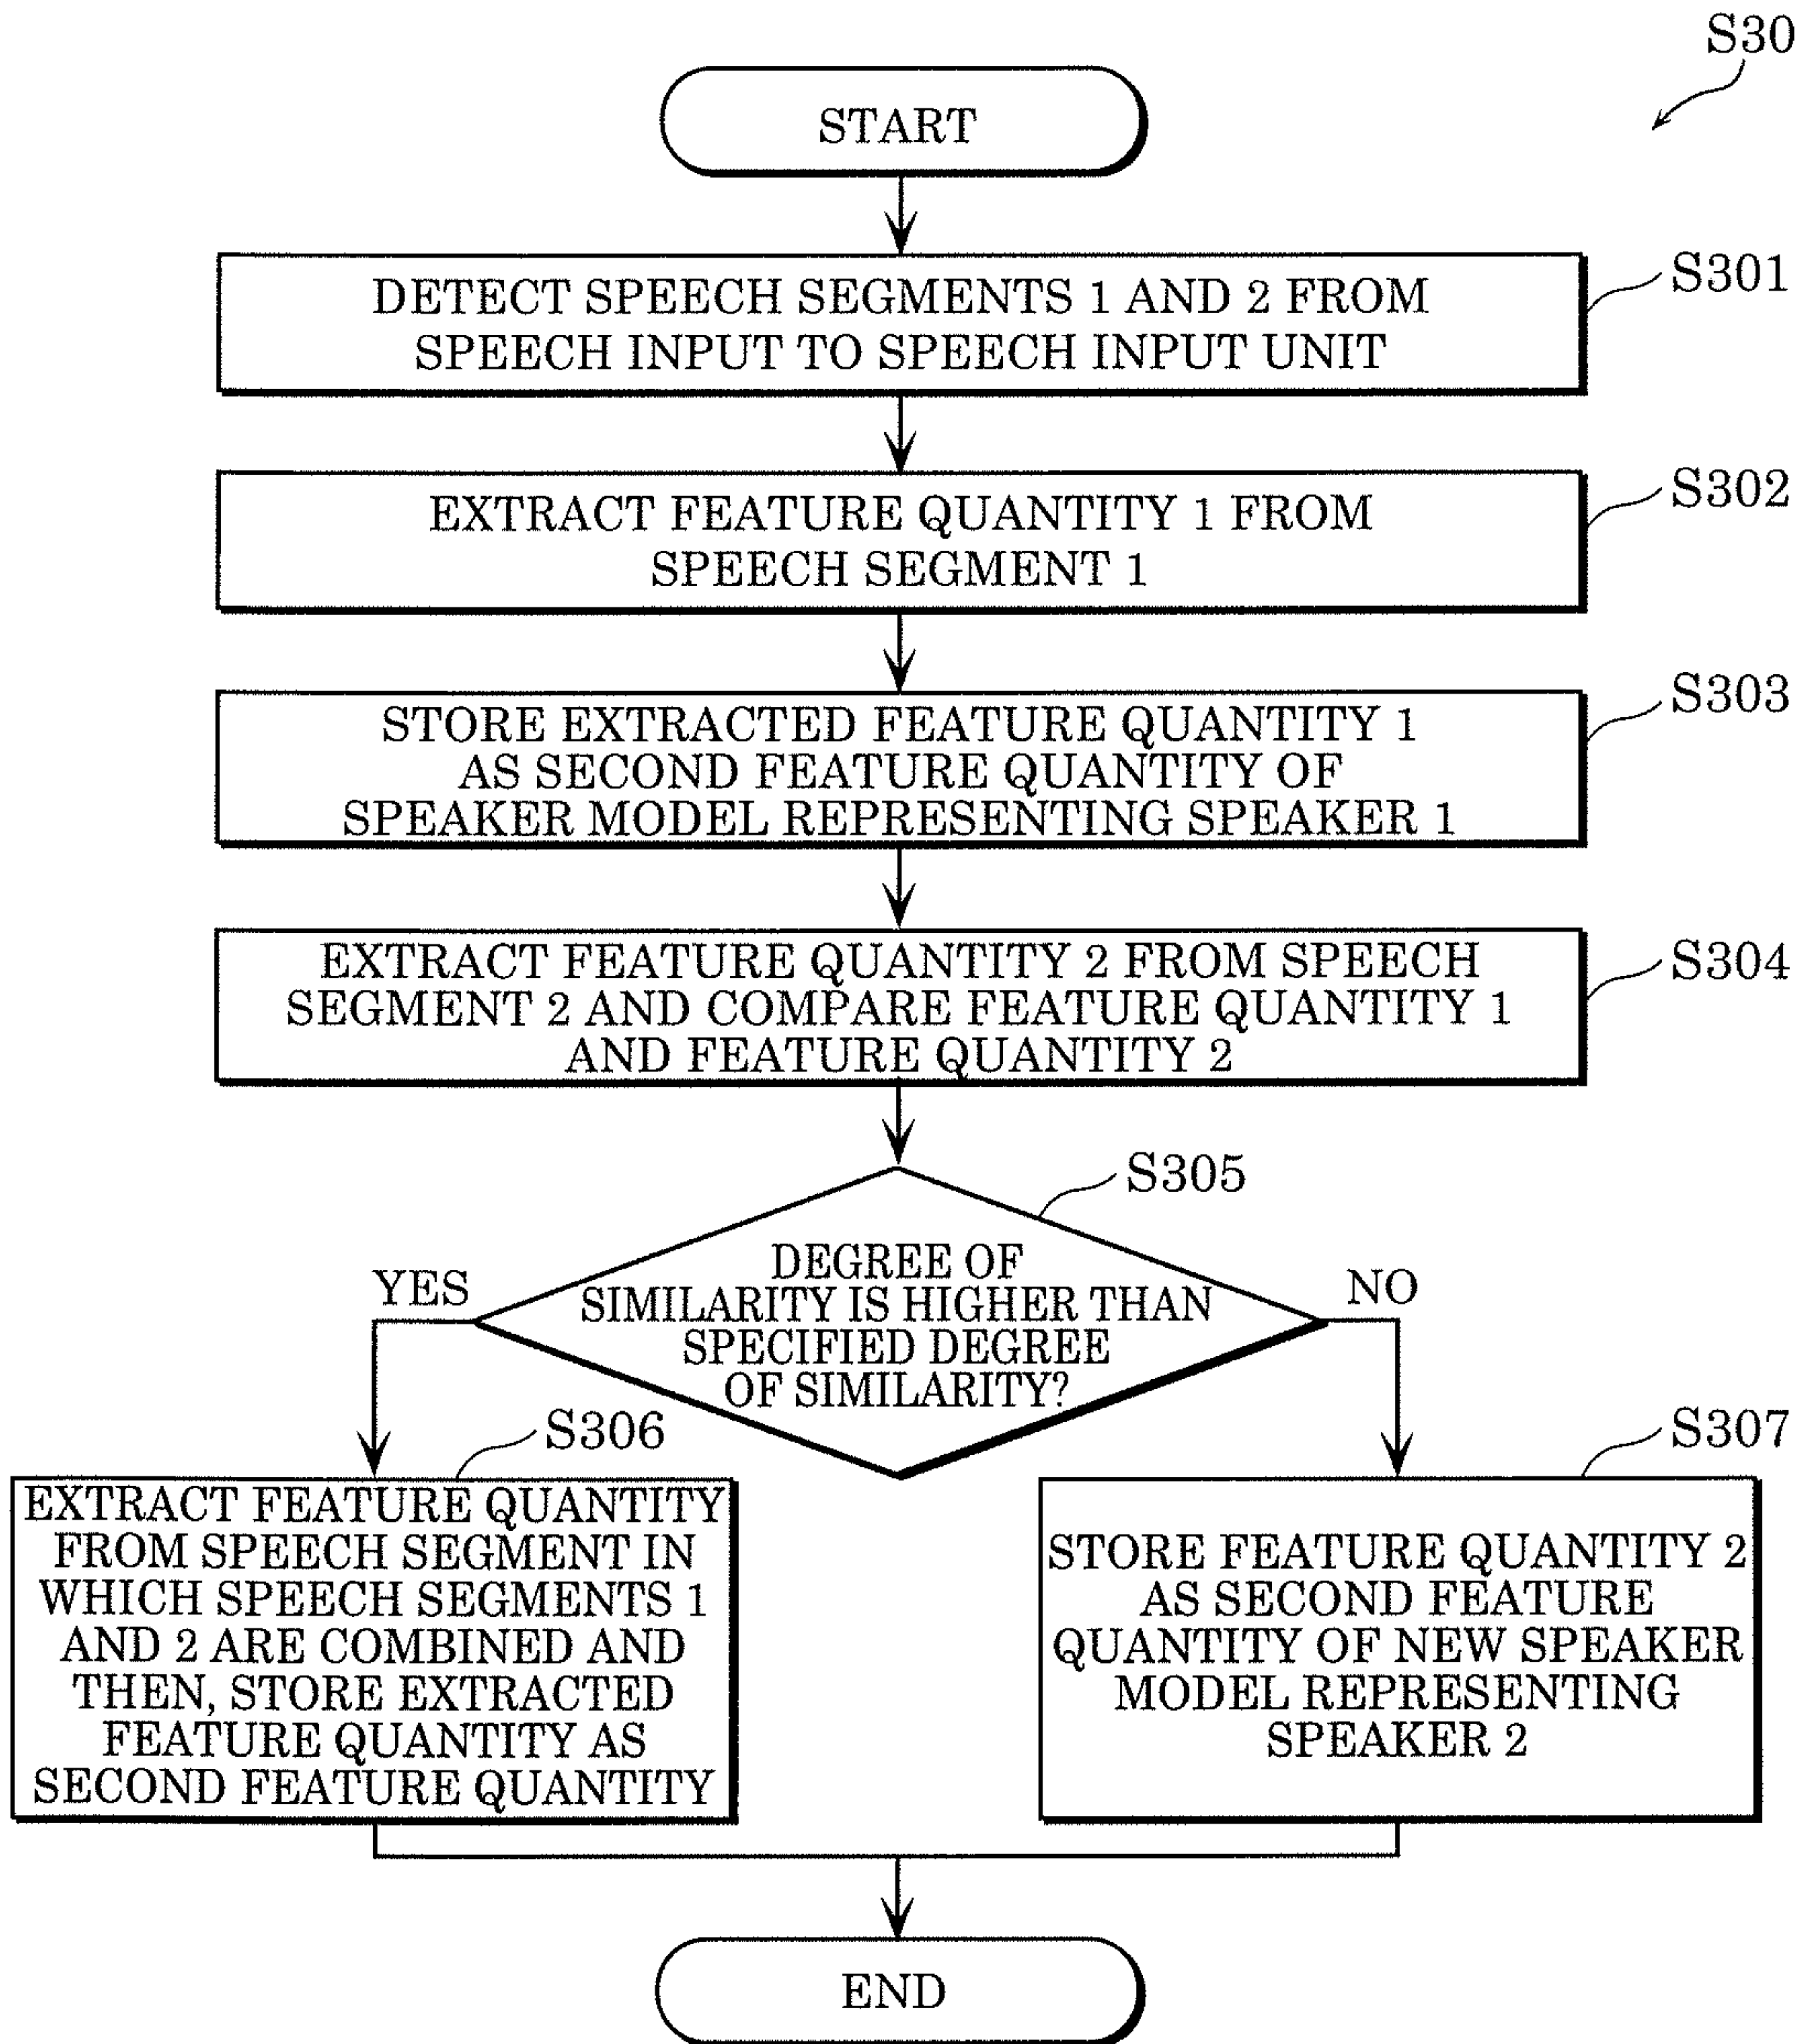 S30
START
DETECT SPEECH SEGMENTS 1 AND 2 FROM
SPEECH INPUT TO SPEECH INPUT UNIT
S301
EXTRACT FEATURE QUANTITY 1 FROM
SPEECH SEGMENT 1
S302
STORE EXTRACTED FEATURE QUANTITY 1
AS SECOND FEATURE QUANTITY OF
SPEAKER MODEL REPRESENTING SPEAKER 1
S303
EXTRACT FEATURE QUANTITY 2 FROM SPEECH
SEGMENT 2 AND COMPARE FEATURE QUANTITY 1
AND FEATURE QUANTITY 2
S304
S305
DEGREE OF
SIMILARITY IS HIGHER THAN
SPECIFIED DEGREE
OF SIMILARITY?
YES
NO
S306
EXTRACT FEATURE QUANTITY
FROM SPEECH SEGMENT IN
WHICH SPEECH SEGMENTS 1
AND 2 ARE COMBINED AND
THEN, STORE EXTRACTED
FEATURE QUANTITY AS
SECOND FEATURE QUANTITY
S307
STORE FEATURE QUANTITY 2
AS SECOND FEATURE
QUANTITY OF NEW SPEAKER
MODEL REPRESENTING
SPEAKER 2
END